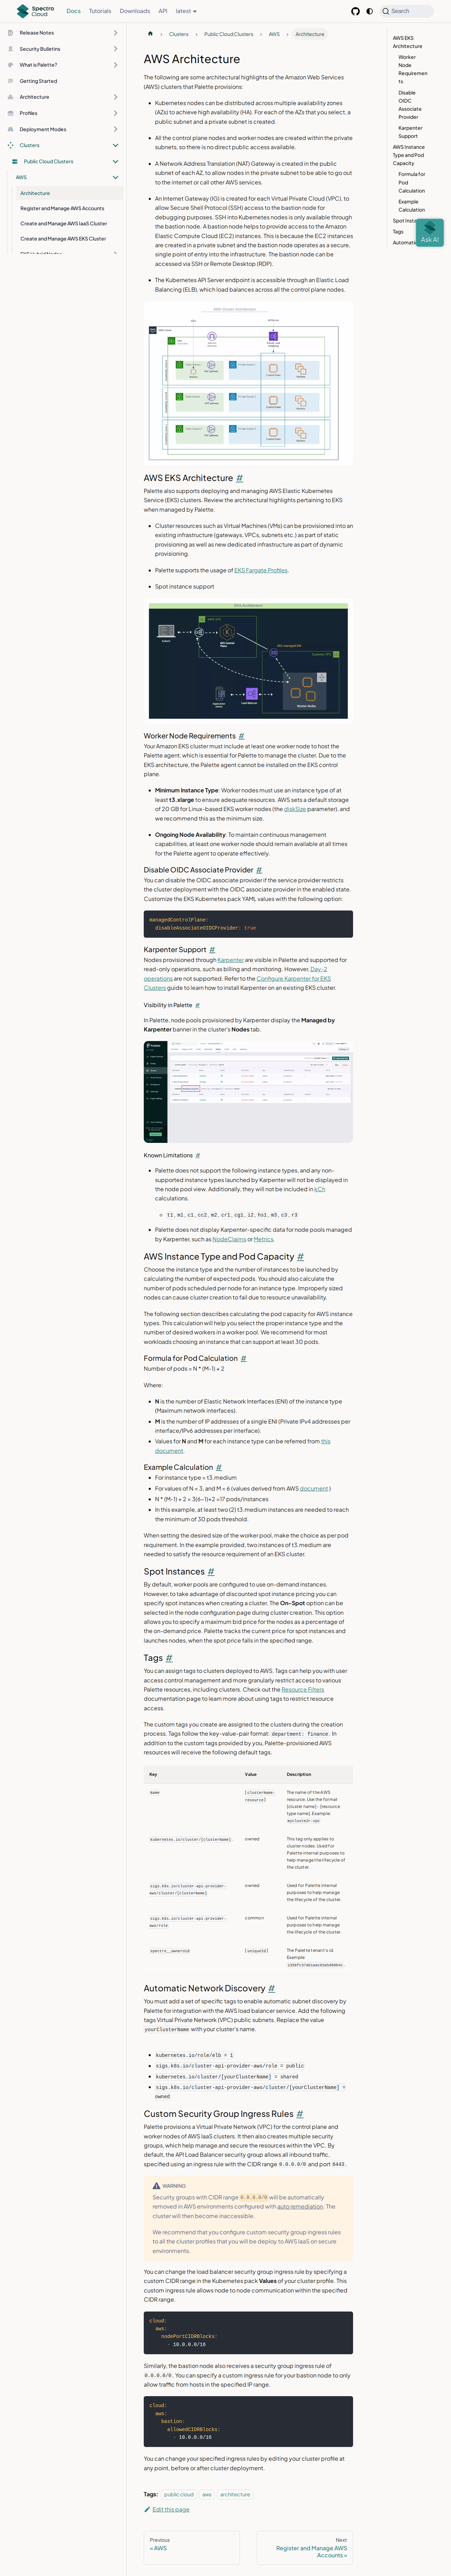 Spectro Cloud
Docs
Tutorials
Downloads
API
latest
Search
Release Notes
Security Bulletins
What is Palette?
Getting Started
Architecture
Profiles
Deployment Modes
Clusters
Public Cloud Clusters
AWS
Architecture
Register and Manage AWS Accounts
Create and Manage AWS IaaS Cluster
Create and Manage AWS EKS Cluster
Clusters
Public Cloud Clusters
AWS
Architecture
AWS EKS Architecture
Worker Node Requirements
Disable OIDC Associate Provider
Karpenter Support
AWS Instance Type and Pod Capacity
Formula for Pod Calculation
Example Calculation
Spot Insta
Tags
Automatic
Ask AI
AWS Architecture
The following are some architectural highlights of the Amazon Web Services
(AWS) clusters that Palette provisions:
Kubernetes nodes can be distributed across multiple availability zones
(AZs) to achieve high availability (HA). For each of the AZs that you select,
a public subnet and a private subnet is created.
All the control plane nodes and worker nodes are created within the private
subnets, so there is no direct public access available.
A Network Address Translation (NAT) Gateway is created in the public
subnet of each AZ, to allow nodes in the private subnet to be able to go out
to the internet or call other AWS services.
An Internet Gateway (IG) is created for each Virtual Private Cloud (VPC), to
allow Secure Shell Protocol (SSH) access to the bastion node for
debugging purposes. SSH into Kubernetes nodes is only available through
the bastion node. A bastion node helps to provide access to the Amazon
Elastic Compute Cloud (EC2) instances. This is because the EC2 instances
are created in a private subnet and the bastion node operates as a secure,
single point of entry into the infrastructure. The bastion node can be
accessed via SSH or Remote Desktop (RDP).
The Kubernetes API Server endpoint is accessible through an Elastic Load
Balancing (ELB), which load balances across all the control plane nodes.
AWS EKS Architecture #
Palette also supports deploying and managing AWS Elastic Kubernetes
Service (EKS) clusters. Review the architectural highlights pertaining to EKS
when managed by Palette.
Cluster resources such as Virtual Machines (VMs) can be provisioned into an
existing infrastructure (gateways, VPCs, subnets etc.) as part of static
provisioning as well as new dedicated infrastructure as part of dynamic
provisioning.
Palette supports the usage of EKS Fargate Profiles.
Spot instance support
AWS Architecture
Worker Node Requirements #
Your Amazon EKS cluster must include at least one worker node to host the
Palette agent, which is essential for Palette to manage the cluster. Due to the
EKS architecture, the Palette agent cannot be installed on the EKS control
plane.
Minimum Instance Type: Worker nodes must use an instance type of at
least t3.xlarge to ensure adequate resources. AWS sets a default storage
of 20 GB for Linux-based EKS worker nodes (the diskSize parameter), and
we recommend this as the minimum size.
Ongoing Node Availability: To maintain continuous management
capabilities, at least one worker node should remain available at all times
for the Palette agent to operate effectively.
Disable OIDC Associate Provider #
You can disable the OIDC associate provider if the service provider restricts
the cluster deployment with the OIDC associate provider in the enabled state.
Customize the EKS Kubernetes pack YAML values with the following option:
managedControlPlane:
disableAssociateOIDCProvider: true
Karpenter Support #
Nodes provisioned through Karpenter are visible in Palette and supported for
read-only operations, such as billing and monitoring. However, Day-2
operations are not supported. Refer to the Configure Karpenter for EKS
Clusters guide to learn how to install Karpenter on an existing EKS cluster.
Visibility in Palette #
In Palette, node pools provisioned by Karpenter display the Managed by
Karpenter banner in the cluster's Nodes tab.
Known Limitations #
Palette does not support the following instance types, and any non-
supported instance types launched by Karpenter will not be displayed in
the node pool view. Additionally, they will not be included in kCh
calculations.
t1, m1, c1, cc2, m2, cr1, cg1, i2, hs1, m3, c3, r3
Palette does not display Karpenter-specific data for node pools managed
by Karpenter, such as NodeClaims or Metrics.
AWS Instance Type and Pod Capacity #
Choose the instance type and the number of instances to be launched by
calculating the number of expected pods. You should also calculate the
number of pods scheduled per node for an instance type. Improperly sized
nodes can cause cluster creation to fail due to resource unavailability.
The following section describes calculating the pod capacity for AWS instance
types. This calculation will help you select the proper instance type and the
number of desired workers in a worker pool. We recommend for most
workloads choosing an instance that can support at least 30 pods.
Formula for Pod Calculation #
Number of pods = N * (M-1) + 2
Where:
N is the number of Elastic Network Interfaces (ENI) of the instance type
(Maximum network interfaces).
M is the number of IP addresses of a single ENI (Private IPv4 addresses per
interface/IPv6 addresses per interface).
Values for N and M for each instance type can be referred from this
document.
Example Calculation #
For instance type = t3.medium
For values of N = 3, and M = 6 (values derived from AWS document )
N * (M-1) + 2 = 3(6-1)+2 =17 pods/instances
In this example, at least two (2) t3.medium instances are needed to reach
the minimum of 30 pods threshold.
When setting the desired size of the worker pool, make the choice as per pod
requirement. In the example provided, two instances of t3.medium are
needed to satisfy the resource requirement of an EKS cluster.
Spot Instances #
By default, worker pools are configured to use on-demand instances.
However, to take advantage of discounted spot instance pricing you can
specify spot instances when creating a cluster. The On-Spot option can be
selected in the node configuration page during cluster creation. This option
allows you to specify a maximum bid price for the nodes as a percentage of
the on-demand price. Palette tracks the current price for spot instances and
launches nodes, when the spot price falls in the specified range.
Tags #
You can assign tags to clusters deployed to AWS. Tags can help you with user
access control management and more granularly restrict access to various
Palette resources, including clusters. Check out the Resource Filters
documentation page to learn more about using tags to restrict resource
access.
The custom tags you create are assigned to the clusters during the creation
process. Tags follow the key-value-pair format: department: finance. In
addition to the custom tags provided by you, Palette-provisioned AWS
resources will receive the following default tags.
Key Value Description
Name [clusterName-resource] The name of the AWS resource. Use the format [cluster name] - [resource type name]. Example: mycluster-vpc
kubernetes.io/cluster/[clusterName] owned This tag only applies to cluster nodes. Used for Palette internal purposes to help manage the lifecycle of the cluster.
sigs.k8s.io/cluster-api-provider-aws/cluster/[clusterName] owned Used for Palette internal purposes to help manage the lifecycle of the cluster.
sigs.k8s.io/cluster-api-provider-aws/role common Used for Palette internal purposes to help manage the lifecycle of the cluster.
spectro__ownerUid [uniqueId] The Palette tenant's id. Example:
Automatic Network Discovery #
You must add a set of specific tags to enable automatic subnet discovery by
Palette for integration with the AWS load balancer service. Add the following
tags Virtual Private Network (VPC) public subnets. Replace the value
yourClusterName with your cluster's name.
kubernetes.io/role/elb = 1
sigs.k8s.io/cluster-api-provider-aws/role = public
kubernetes.io/cluster/[yourClusterName] = shared
sigs.k8s.io/cluster-api-provider-aws/cluster/[yourClusterName] =
owned
Custom Security Group Ingress Rules #
Palette provisions a Virtual Private Network (VPC) for the control plane and
worker nodes of AWS IaaS clusters. It then also creates multiple security
groups, which help manage and secure the resources within the VPC. By
default, the API Load Balancer security group allows all inbound traffic,
specified using an ingress rule with the CIDR range 0.0.0.0/0 and port 6443.
WARNING
Security groups with CIDR range 0.0.0.0/0 will be automatically
removed in AWS environments configured with auto remediation. The
cluster will then become inaccessible.
We recommend that you configure custom security group ingress rules
to all the cluster profiles that you will be deploy to AWS IaaS on secure
environments.
You can change the load balancer security group ingress rule by specifying a
custom CIDR range in the Kubernetes pack Values of your cluster profile. This
custom ingress rule allows node to node communication within the specified
CIDR range.
cloud:
aws:
nodePortCIDRBlocks:
- 10.0.0.0/16
Similarly, the bastion node also receives a security group ingress rule of
0.0.0.0/0. You can specify a custom ingress rule for your bastion node to only
allow traffic from hosts in the specified IP range.
cloud:
aws:
bastion:
allowedCIDRBlocks:
- 10.0.0.0/16
You can change your specified ingress rules by editing your cluster profile at
any point, before or after cluster deployment.
Tags: public cloud aws architecture
Edit this page
Previous
« AWS
Next
Register and Manage AWS
Accounts »